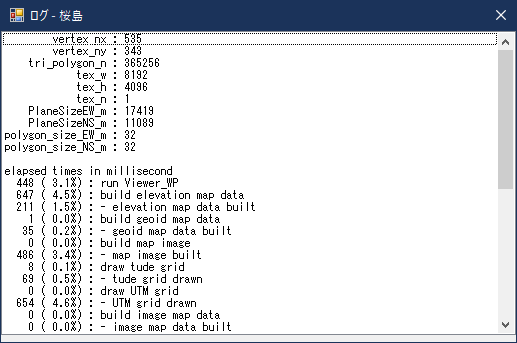 ログ - 桜島
vertex_nx : 535
vertex_ny : 343
tri_polygon_n : 365256
tex_w : 8192
tex_h : 4096
tex_n : 1
PlaneSizeEW_m : 17419
PlaneSizeNS_m : 11089
polygon_size_EW_m : 32
polygon_size_NS_m : 32
elapsed times in millisecond
448 ( 3.1%) : run Viewer_WP
647 ( 4.5%) : build elevation map data
211 ( 1.5%) : - elevation map data built
1 ( 0.0%) : build geoid map data
35 ( 0.2%) : - geoid map data built
0 ( 0.0%) : build map image
486 ( 3.4%) : - map image built
8 ( 0.1%) : draw tude grid
69 ( 0.5%) : - tude grid drawn
0 ( 0.0%) : draw UTM grid
654 ( 4.6%) : - UTM grid drawn
0 ( 0.0%) : build image map data
0 ( 0.0%) : - image map data built